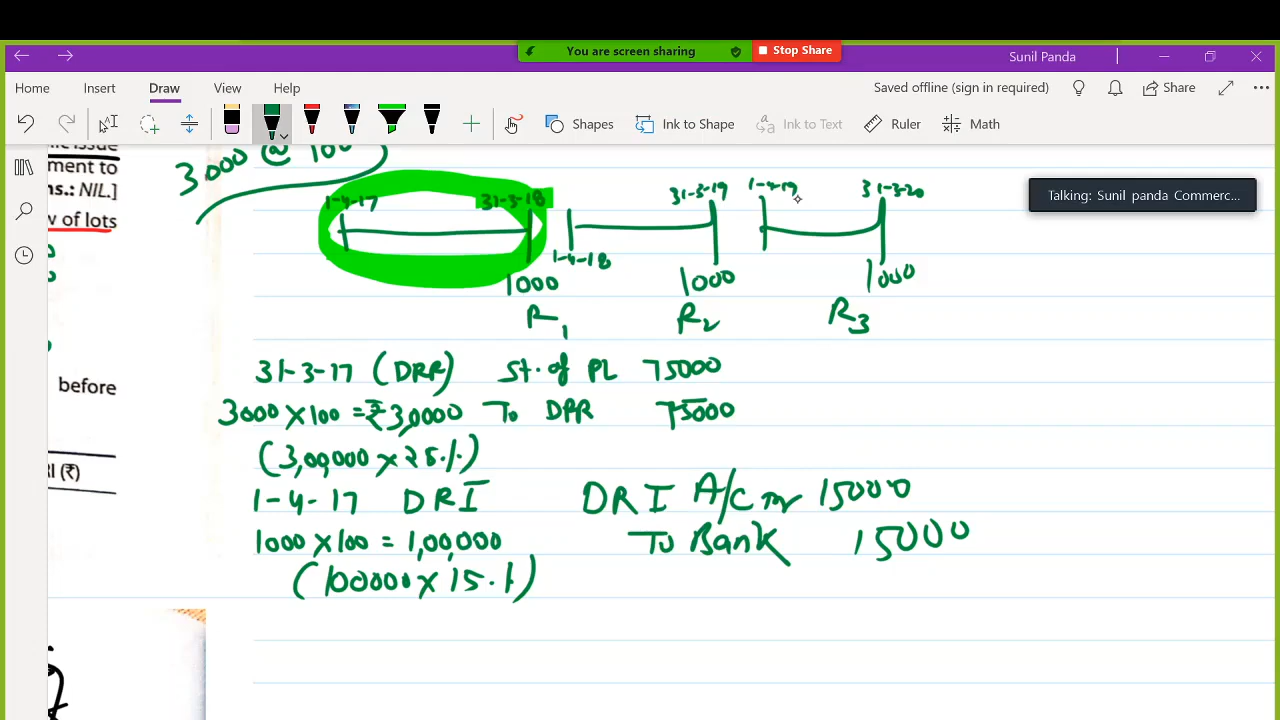 You are screen sharing
Stop Share
Sunil Panda
Home Insert Draw View Help
Saved offline (sign in required)
Share
Shapes
Ink to Shape
Ink to Text
Ruler
Math
Talking: Sunil panda Commerc...
ment to
ns.: NIL.]
w of lots
before
RI (₹)
3000 @ 100
1-4-17 31-3-18 31-3-19 1-4-19 31-3-20
1-4-18
1000 1000 1000
R1 R2 R3
31-3-17 (DRR) St. of PL 75000
3000 x 100 = ₹3,0000 To DRR 75000
(3,00,000 x 25.%)
1-4-17 DRI DRI A/C Dr 15000
1000 x 100 = 1,00,000 To Bank 15000
(100000 x 15.%)